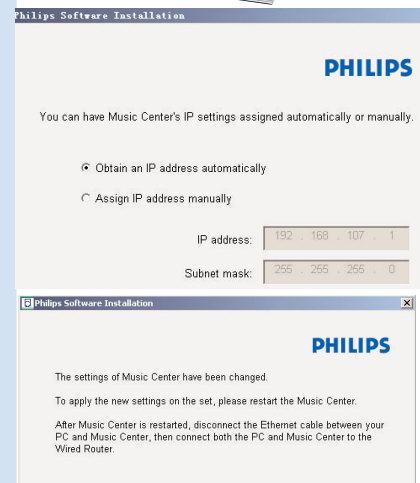 Philips Software Installation
PHILIPS
You can have Music Center's IP settings assigned automatically or manually.
Obtain an IP address automatically
Assign IP address manually
IP address: 192 . 168 . 107 . 1
Subnet mask: 255 . 255 . 255 . 0
Philips Software Installation
PHILIPS
The settings of Music Center have been changed.
To apply the new settings on the set, please restart the Music Center.
After Music Center is restarted, disconnect the Ethernet cable between your
PC and Music Center, then connect both the PC and Music Center to the
Wired Router.